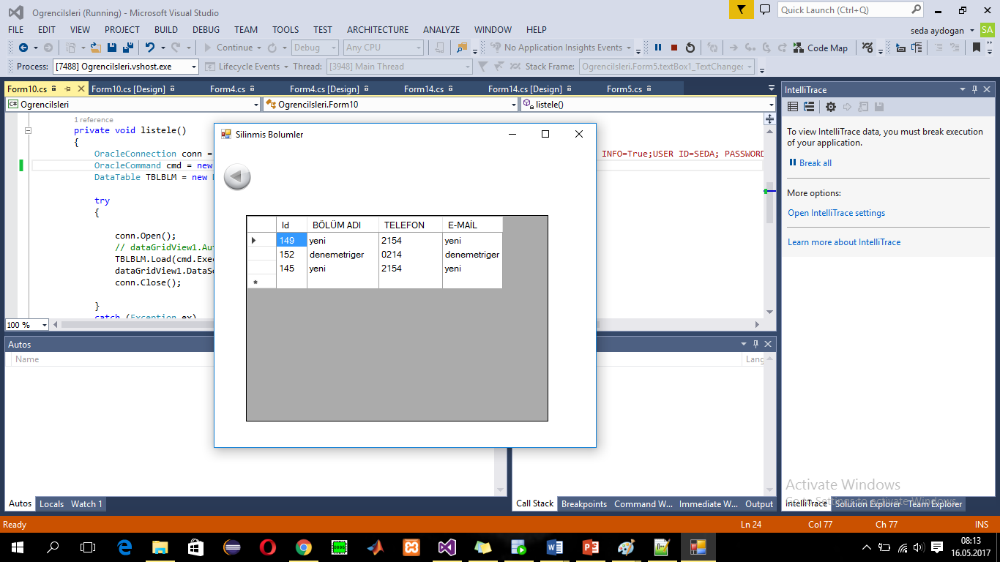 Ogrencilsleri (Running) - Microsoft Visual Studio
Quick Launch (Ctrl+Q)
FILE EDIT VIEW PROJECT BUILD DEBUG TEAM TOOLS TEST ARCHITECTURE ANALYZE WINDOW HELP
seda aydogan SA
Continue Debug Any CPU No Application Insights Events Code Map
Process: [7488] Ogrencilsleri.vshost.exe Lifecycle Events Thread: [3948] Main Thread Stack Frame: Ogrencilsleri.Form5.textBox1_TextChanged
Form10.cs Form10.cs [Design] Form4.cs Form4.cs [Design] Form14.cs Form14.cs [Design] Form5.cs
C# Ogrencilsleri Ogrencilsleri.Form10 listele()
1 reference
private void listele()
{
OracleConnection conn = INFO=True;USER ID=SEDA; PASSWORD
OracleCommand cmd = new
DataTable TBLBLM = new
try
{
conn.Open();
// dataGridView1.Au
TBLBLM.Load(cmd.Exe
dataGridView1.DataS
conn.Close();
}
catch (Exception ex)
100 %
Silinmis Bolumler
Id BÖLÜM ADI TELEFON E-MAİL
149 yeni 2154 yeni
152 denemetriger 0214 denemetriger
145 yeni 2154 yeni
*
IntelliTrace
To view IntelliTrace data, you must break execution
of your application.
Break all
More options:
Open IntelliTrace settings
Learn more about IntelliTrace
Autos
Name
Lang
Autos Locals Watch 1
Call Stack Breakpoints Command W... Immediate W... Output
Activate Windows
Go to Settings to activate Windows.
IntelliTrace Solution Explorer Team Explorer
Ready Ln 24 Col 77 Ch 77 INS
08:13
16.05.2017